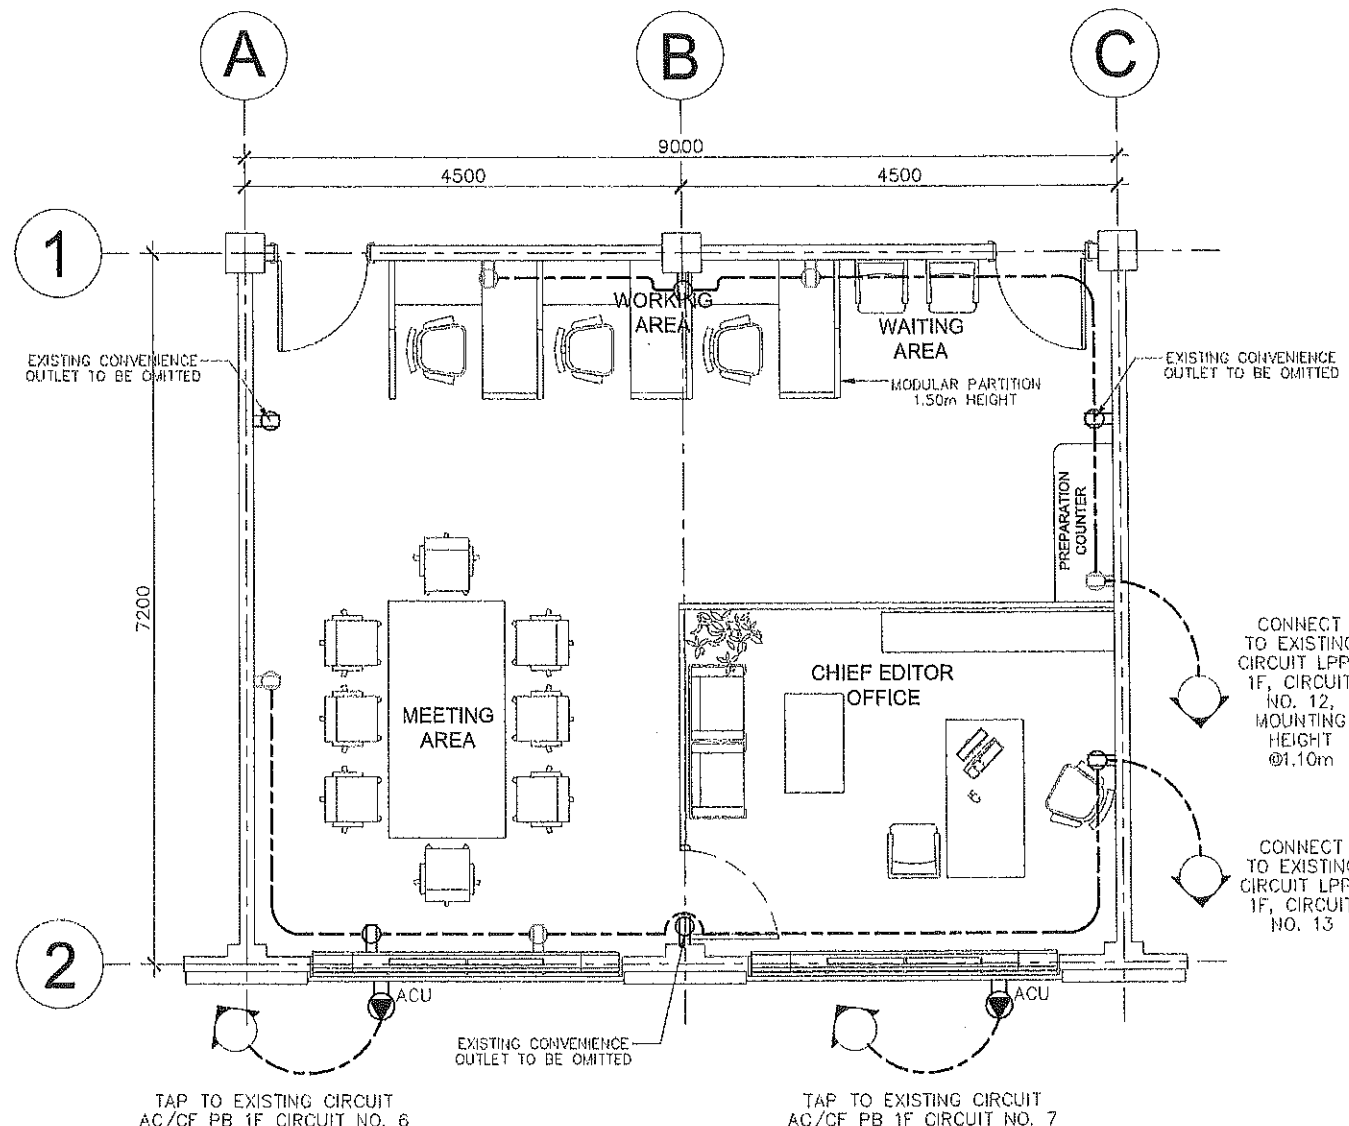 A
B
C
9000
4500
4500
1
7200
WORKING
AREA
WAITING
AREA
EXISTING CONVENIENCE
OUTLET TO BE OMITTED
EXISTING CONVENIENCE
OUTLET TO BE OMITTED
MODULAR PARTITION
1.50m HEIGHT
PREPARATION
COUNTER
CONNECT
TO EXISTING
CIRCUIT LPP
1F, CIRCUIT
NO. 12,
MOUNTING
HEIGHT
@1.10m
CHIEF EDITOR
OFFICE
MEETING
AREA
CONNECT
TO EXISTING
CIRCUIT LPP
1F, CIRCUIT
NO. 13
2
ACU
ACU
EXISTING CONVENIENCE
OUTLET TO BE OMITTED
TAP TO EXISTING CIRCUIT
AC/CF PB 1F CIRCUIT NO. 6
TAP TO EXISTING CIRCUIT
AC/CF PB 1F CIRCUIT NO. 7